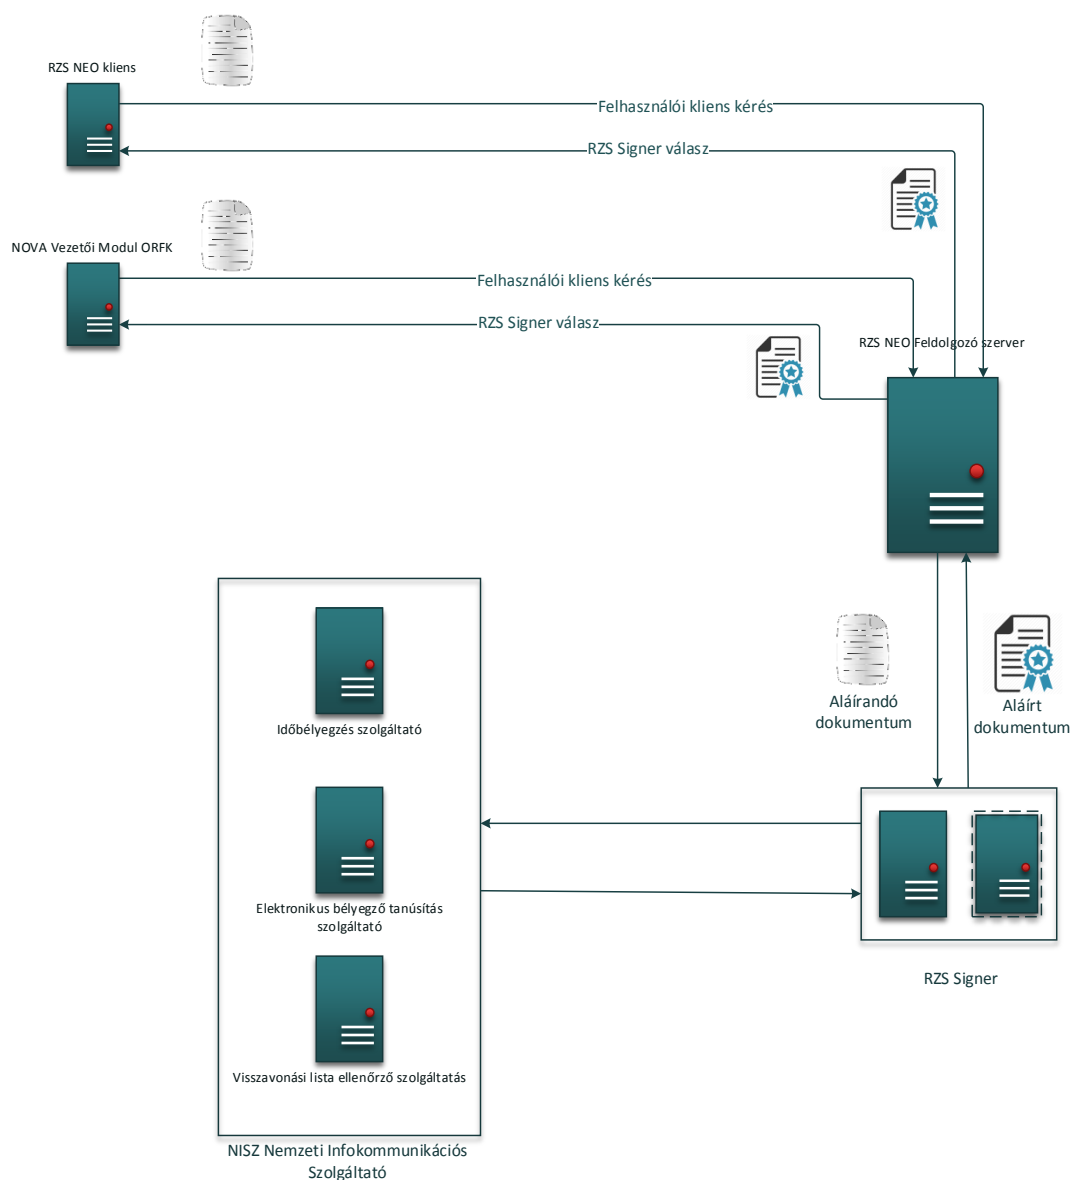 RZS NEO kliens
Felhasználói kliens kérés
RZS Signer válasz
NOVA Vezetői Modul ORFK
Felhasználói kliens kérés
RZS Signer válasz
RZS NEO Feldolgozó szerver
Aláírandó
dokumentum
Aláírt
dokumentum
Időbélyegzés szolgáltató
Elektronikus bélyegző tanúsítás
szolgáltató
RZS Signer
Visszavonási lista ellenőrző szolgáltatás
NISZ Nemzeti Infokommunikációs
Szolgáltató